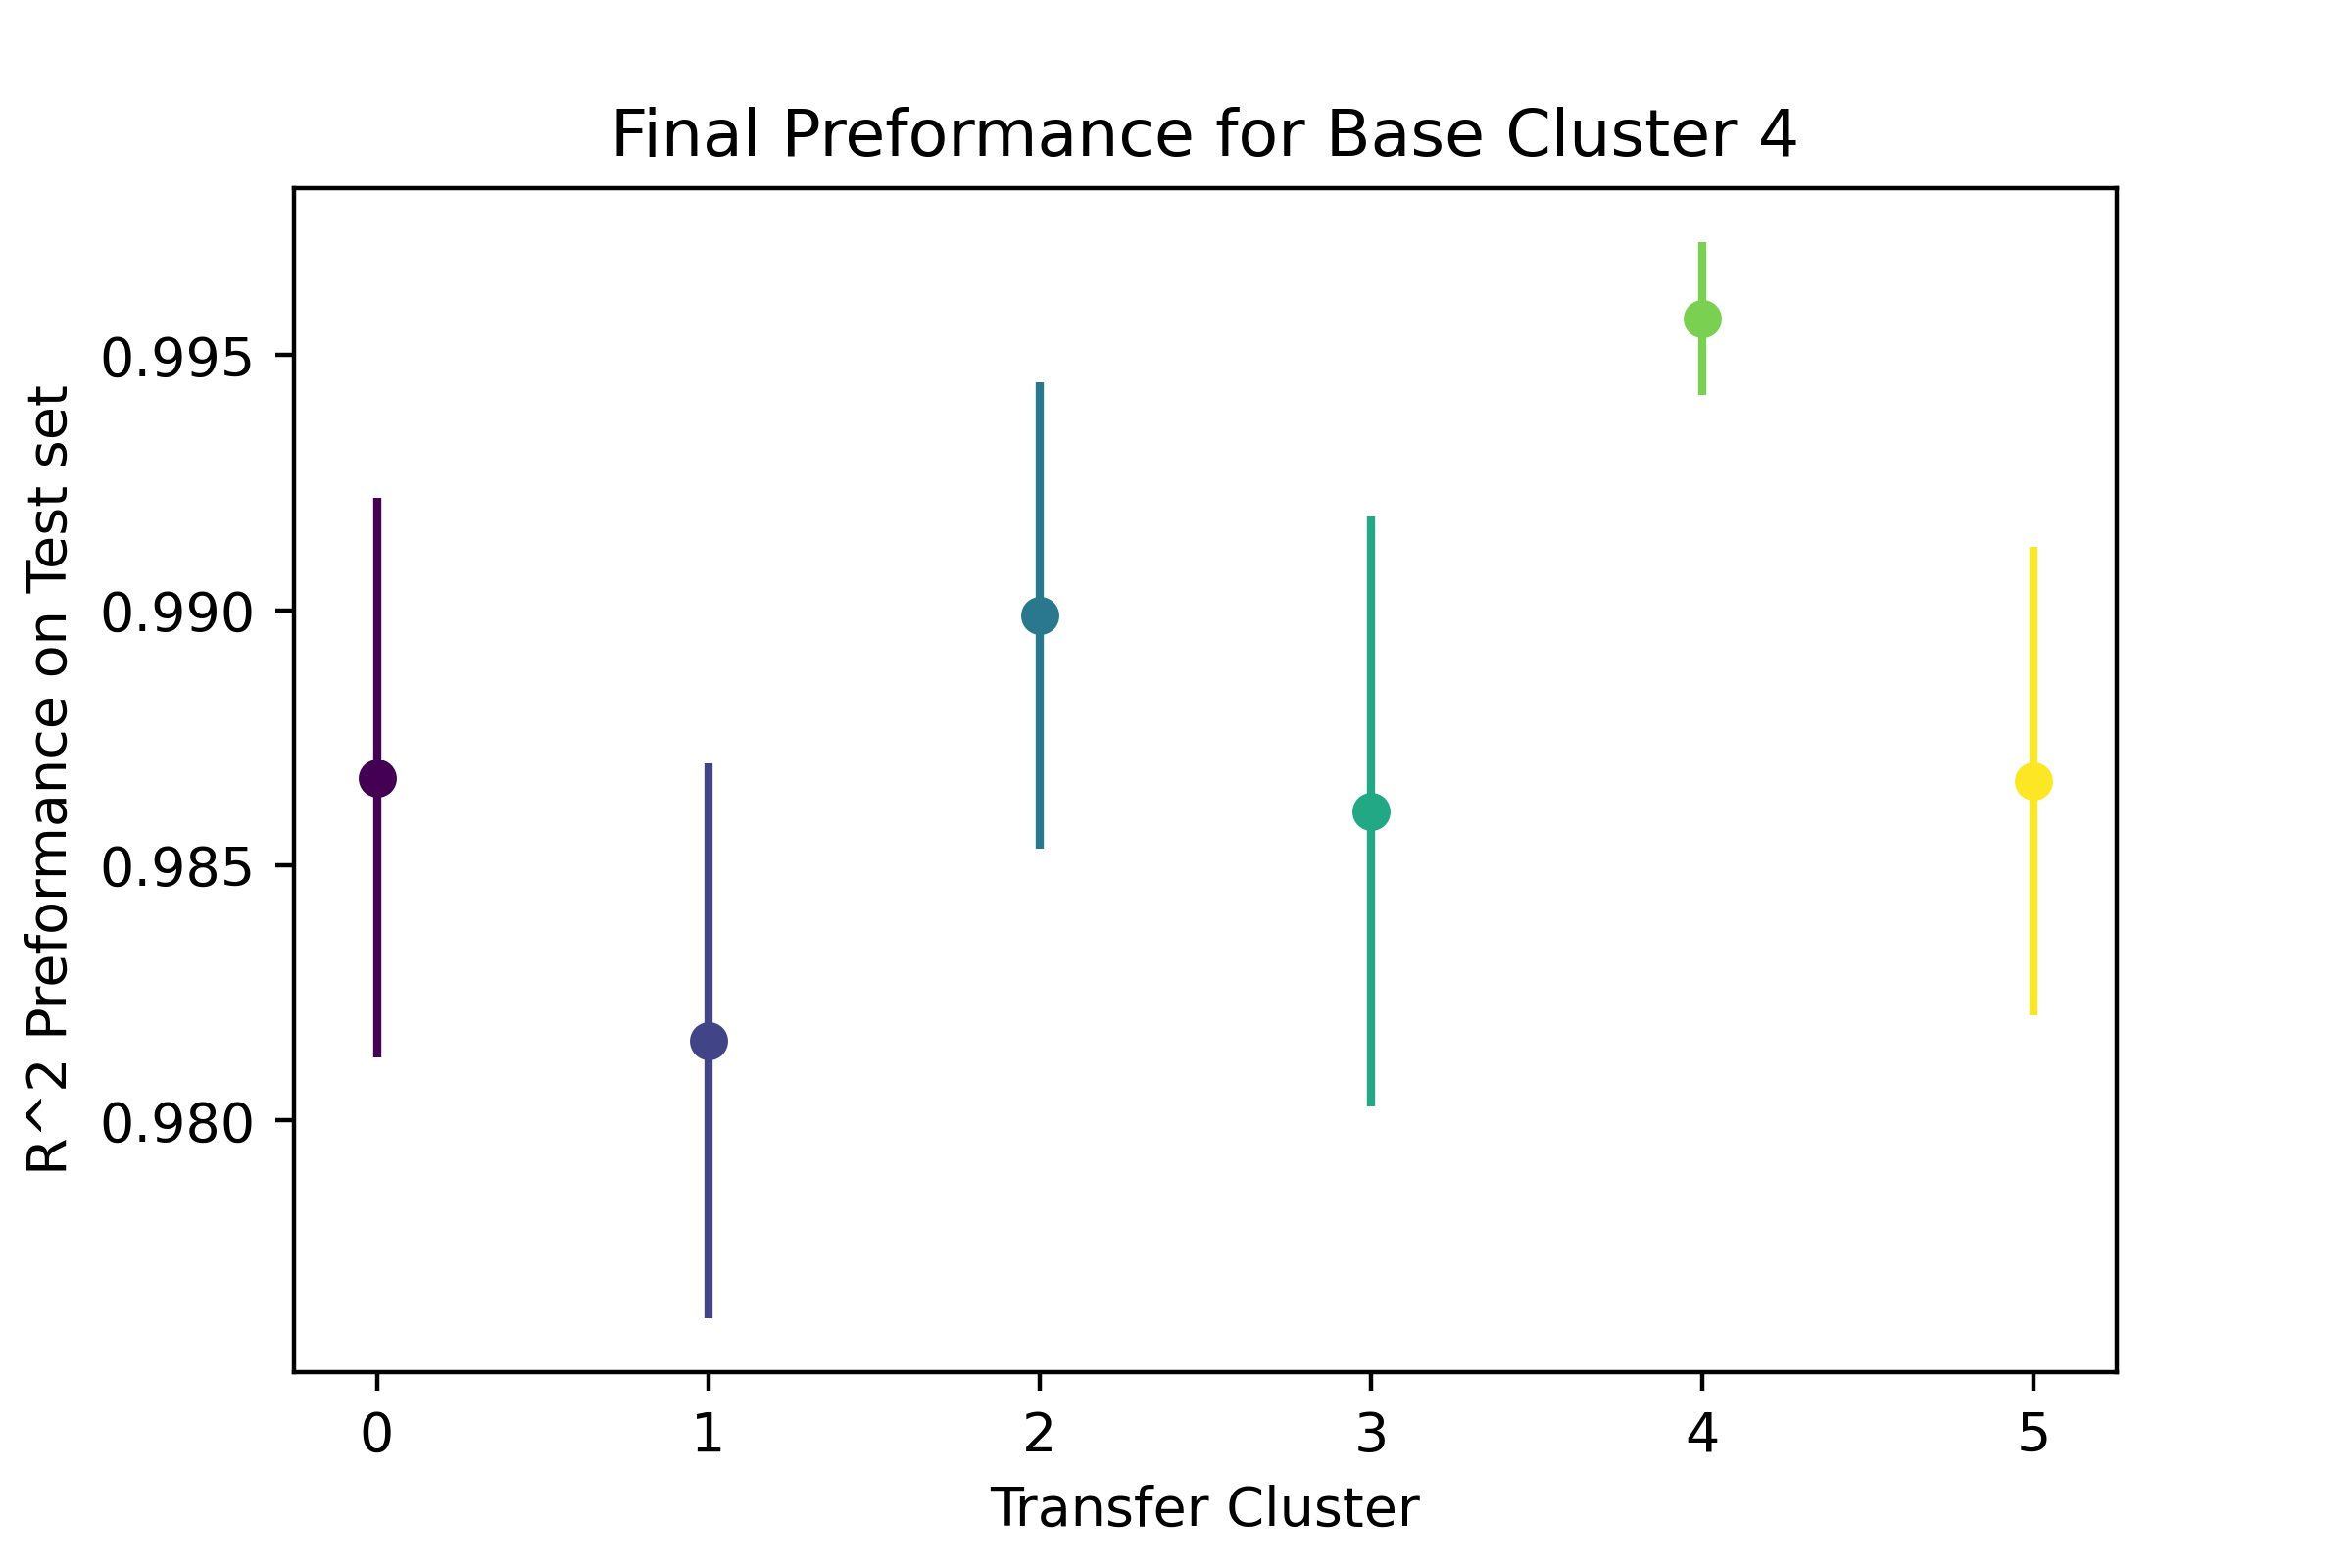 Final Preformance for Base Cluster 4
R^2 Preformance on Test set
0.995
0.990
0.985
0.980
0 1 2 3 4 5
Transfer Cluster